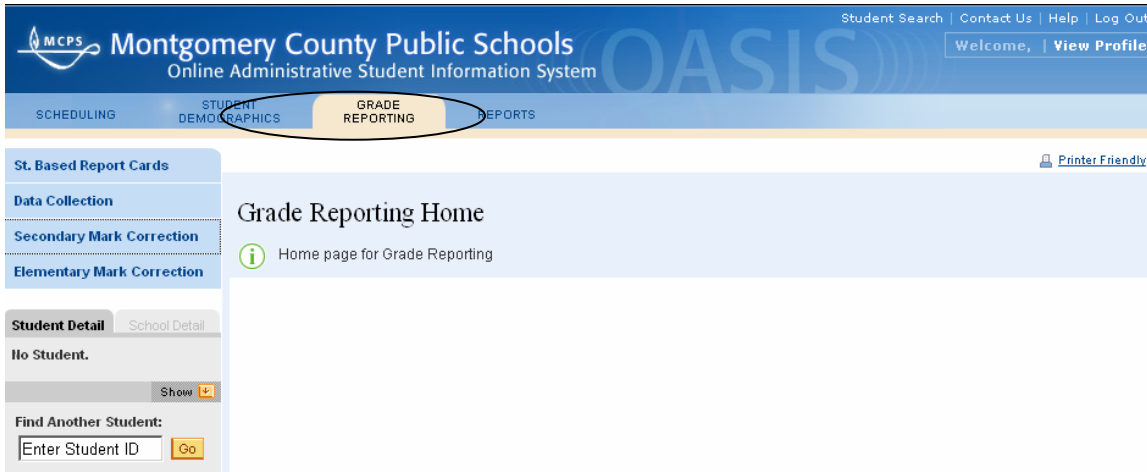 Student Search | Contact Us | Help | Log Out
MCPS Montgomery County Public Schools
Online Administrative Student Information System
OASIS
Welcome, | View Profile
SCHEDULING
STUDENT DEMOGRAPHICS
GRADE REPORTING
REPORTS
St. Based Report Cards
Data Collection
Secondary Mark Correction
Elementary Mark Correction
Printer Friendly
Grade Reporting Home
i Home page for Grade Reporting
Student Detail School Detail
No Student.
Show
Find Another Student:
Enter Student ID Go